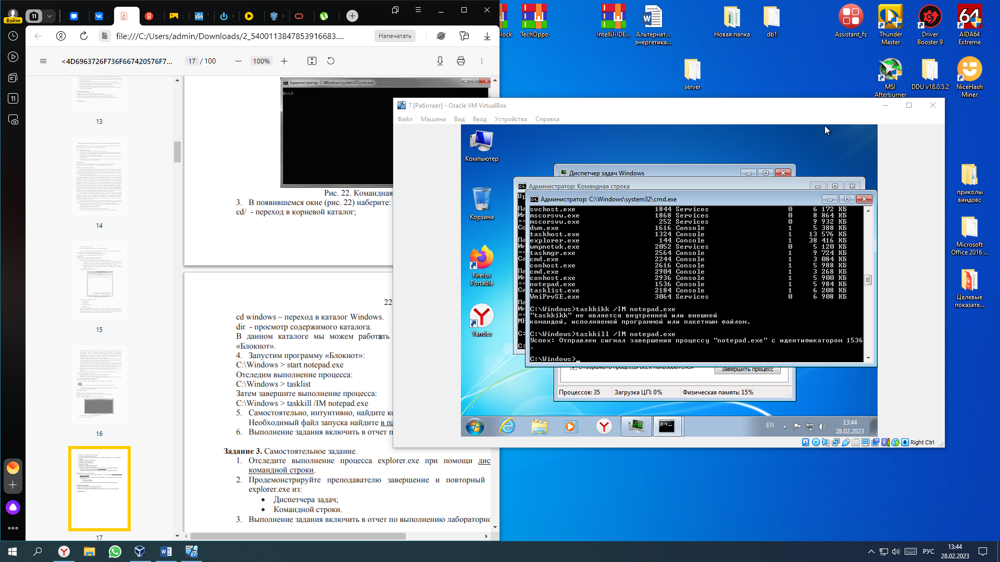 Войти
11
file:///C:/Users/admin/Downloads/2_5400113847853916683....
Напечатать
<4D6963726F736F667420576F7...
17 / 100
100%
11
13
14
15
16
17
Администратор: C:\Windows\system32\cmd.exe
C:\>
Рис. 22. Командная
3. В появившемся окне (рис. 22) наберите:
cd/ - переход в корневой каталог;
22
cd windows – переход в каталог Windows.
dir - просмотр содержимого каталога.
В данном каталоге мы можем работать
«Блокнот».
4. Запустим программу «Блокнот»:
C:\Windows > start notepad.exe
Отследим выполнение процесса:
C:\Windows > tasklist
Затем завершите выполнение процесса:
C:\Windows > taskkill /IM notepad.exe
5. Самостоятельно, интуитивно, найдите ко
Необходимый файл запуска найдите в па
6. Выполнение задания включить в отчет п
Задание 3. Самостоятельное задание.
1. Отследите выполнение процесса explorer.exe при помощи дис
командной строки.
2. Продемонстрируйте преподавателю завершение и повторный
explorer.exe из:
• Диспетчера задач;
• Командной строки.
3. Выполнение задания включить в отчет по выполнению лабораторно
lock
TechOppo
IntelliJ-IDE...
Альтернат...
энергетика...
Новая папка
db1
Assistant_fs
Thunder
Master
Driver
Booster 9
64
AIDA64
Extreme
server
MSI
Afterburner
DDU v18.0.5.2
NiceHash
Miner
приколы
виндовс
Microsoft
Office 2016 ...
Целевые
показате...
7 [Работает] - Oracle VM VirtualBox
Файл Машина Вид Ввод Устройства Справка
Компьютер
Корзина
Firefox
Portable
Yandex
Диспетчер задач Windows
Администратор: Командная строка
Администратор: C:\Windows\system32\cmd.exe
svchost.exe 1844 Services 0 6 172 КБ
mscorsvw.exe 1868 Services 0 8 864 КБ
mscorsvw.exe 252 Services 0 9 932 КБ
dwm.exe 1616 Console 1 5 388 КБ
taskhost.exe 1324 Console 1 13 576 КБ
explorer.exe 144 Console 1 38 416 КБ
wmpnetwk.exe 2052 Services 0 5 120 КБ
taskmgr.exe 2564 Console 1 9 724 КБ
cmd.exe 2244 Console 1 3 084 КБ
conhost.exe 2616 Console 1 5 988 КБ
cmd.exe 2904 Console 1 3 268 КБ
conhost.exe 2936 Console 1 5 900 КБ
notepad.exe 1536 Console 1 5 984 КБ
tasklist.exe 2184 Console 1 6 208 КБ
WmiPrvSE.exe 3064 Services 0 6 908 КБ
C:\Windows>taskkikk /IM notepad.exe
"taskkikk" не является внутренней или внешней
командой, исполняемой программой или пакетным файлом.
C:\Windows>taskkill /IM notepad.exe
Успех: Отправлен сигнал завершения процессу "notepad.exe" с идентификатором 1536
.
C:\Windows>_
Отображать процессы всех пользователей
Завершить процесс
Процессов: 35
Загрузка ЦП: 0%
Физическая память: 15%
EN
13:44
28.02.2023
Right Ctrl
РУС
13:44
28.02.2023